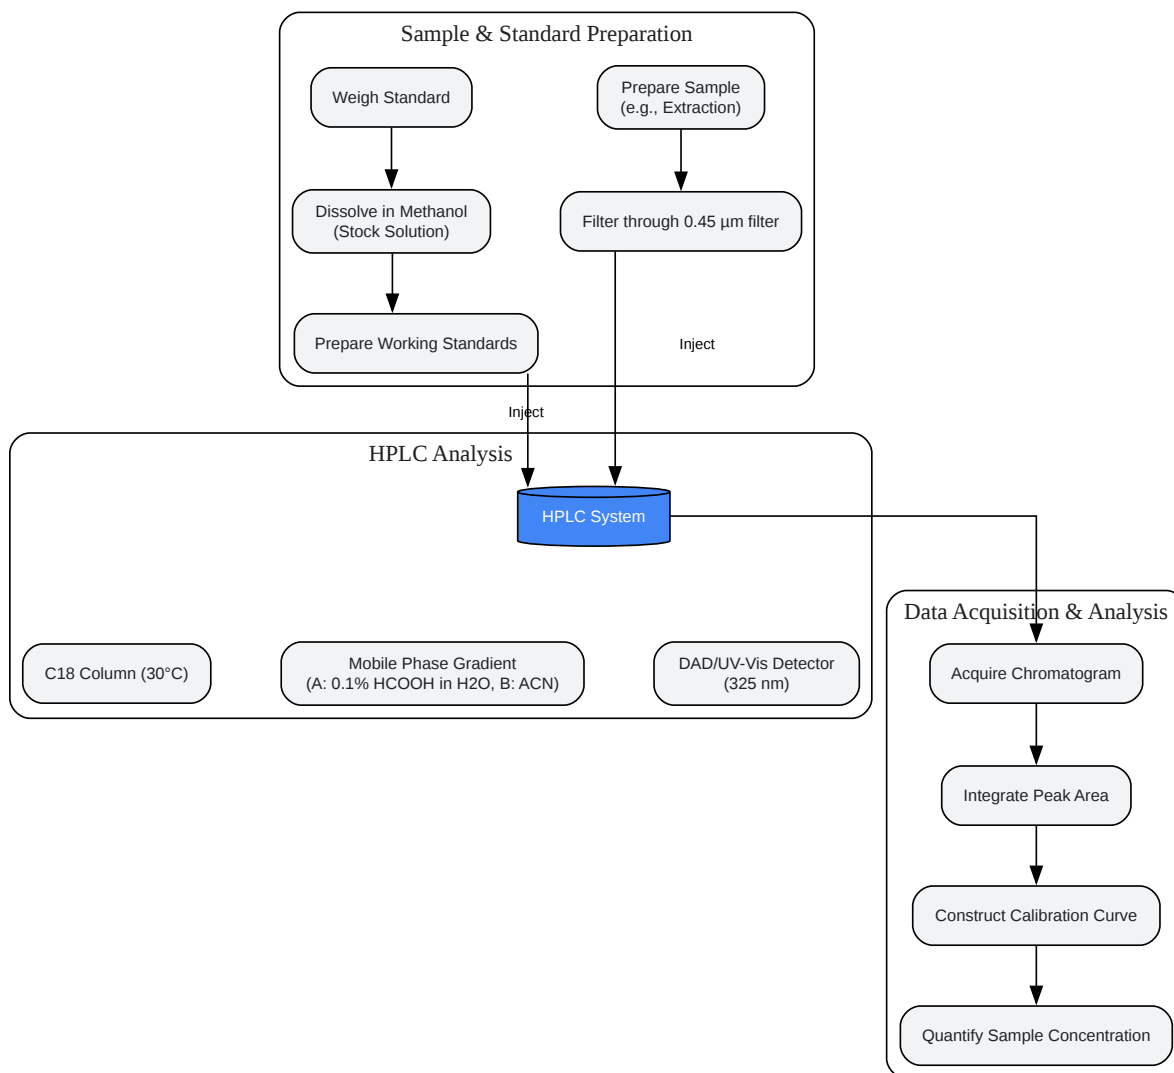 Sample & Standard Preparation
Weigh Standard
Prepare Sample
(e.g., Extraction)
Dissolve in Methanol
(Stock Solution)
Filter through 0.45 µm filter
Prepare Working Standards
Inject
Inject
HPLC Analysis
HPLC System
C18 Column (30°C)
Mobile Phase Gradient
(A: 0.1% HCOOH in H2O, B: ACN)
DAD/UV-Vis Detector
(325 nm)
Data Acquisition & Analysis
Acquire Chromatogram
Integrate Peak Area
Construct Calibration Curve
Quantify Sample Concentration